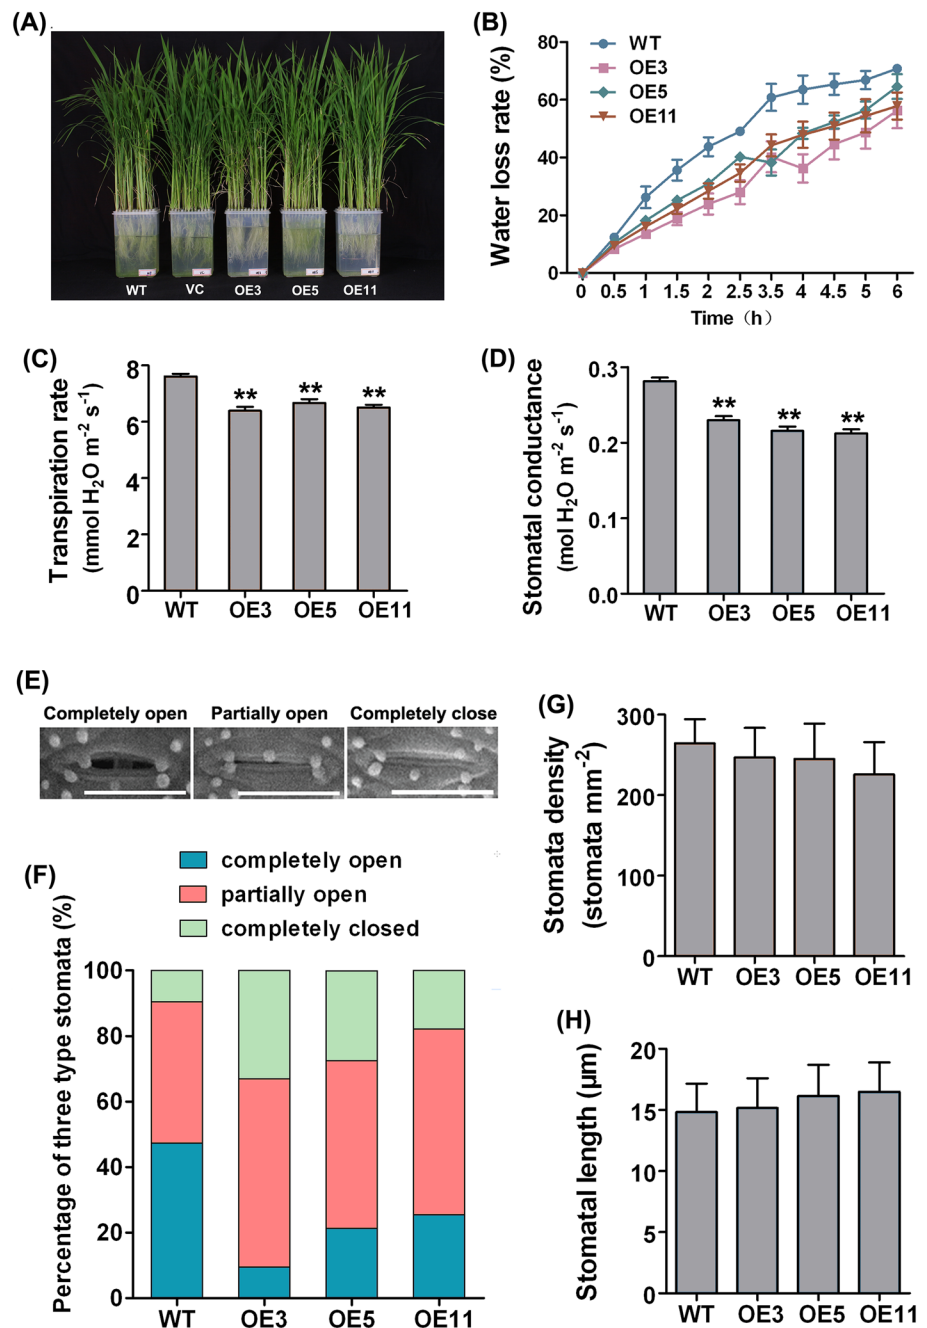 (A)
WT VC OE3 OE5 OE11
(B)
Water loss rate (%)
80
60
40
20
0
WT
OE3
OE5
OE11
0 0.5 1 1.5 2 2.5 3.5 4 4.5 5 6
Time（h）
(C)
Transpiration rate
(mmol H2O m-2 s-1)
8
6
4
2
0
** ** **
WT OE3 OE5 OE11
(D)
Stomatal conductance
(mol H2O m-2 s-1)
0.3
0.2
0.1
0.0
** ** **
WT OE3 OE5 OE11
(E)
Completely open Partially open Completely close
(F)
completely open
partially open
completely closed
Percentage of three type stomata (%)
100
80
60
40
20
0
WT OE3 OE5 OE11
(G)
Stomata density
(stomata mm-2)
300
200
100
0
WT OE3 OE5 OE11
(H)
Stomatal length (µm)
20
15
10
5
0
WT OE3 OE5 OE11